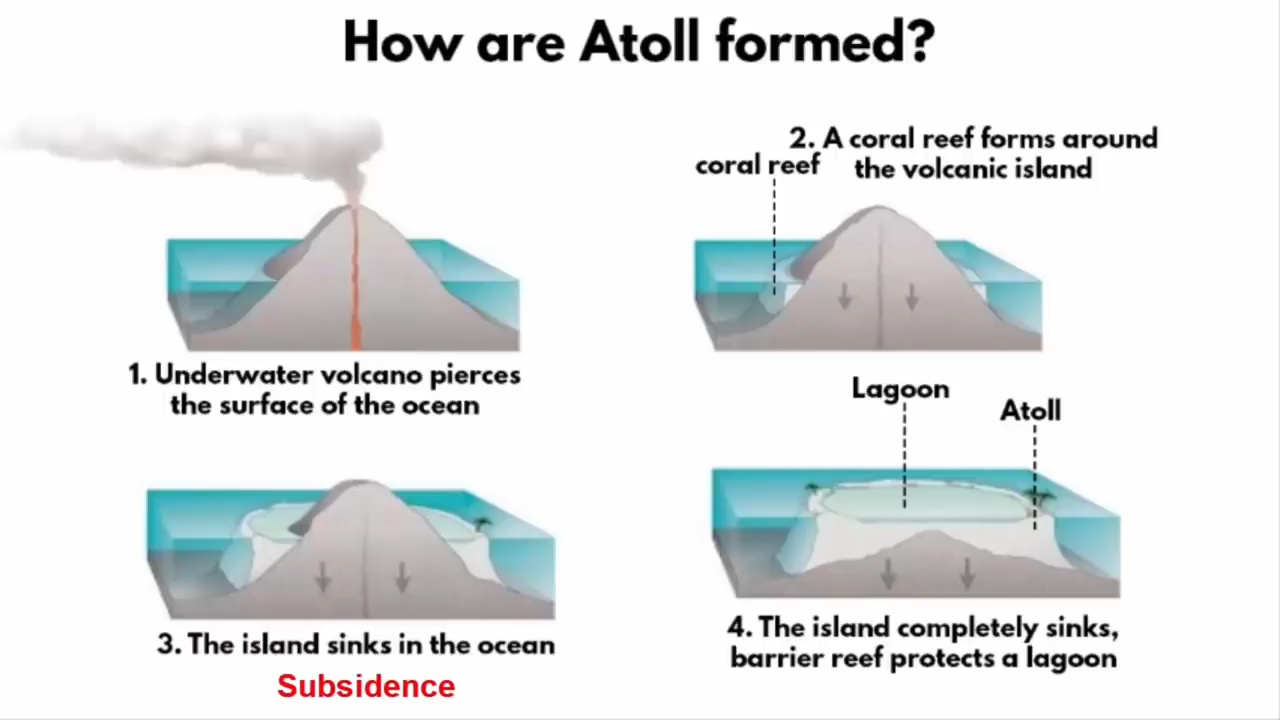 How are Atoll formed?
2. A coral reef forms around
the volcanic island
coral reef
1. Underwater volcano pierces
the surface of the ocean
Lagoon
Atoll
3. The island sinks in the ocean
Subsidence
4. The island completely sinks,
barrier reef protects a lagoon